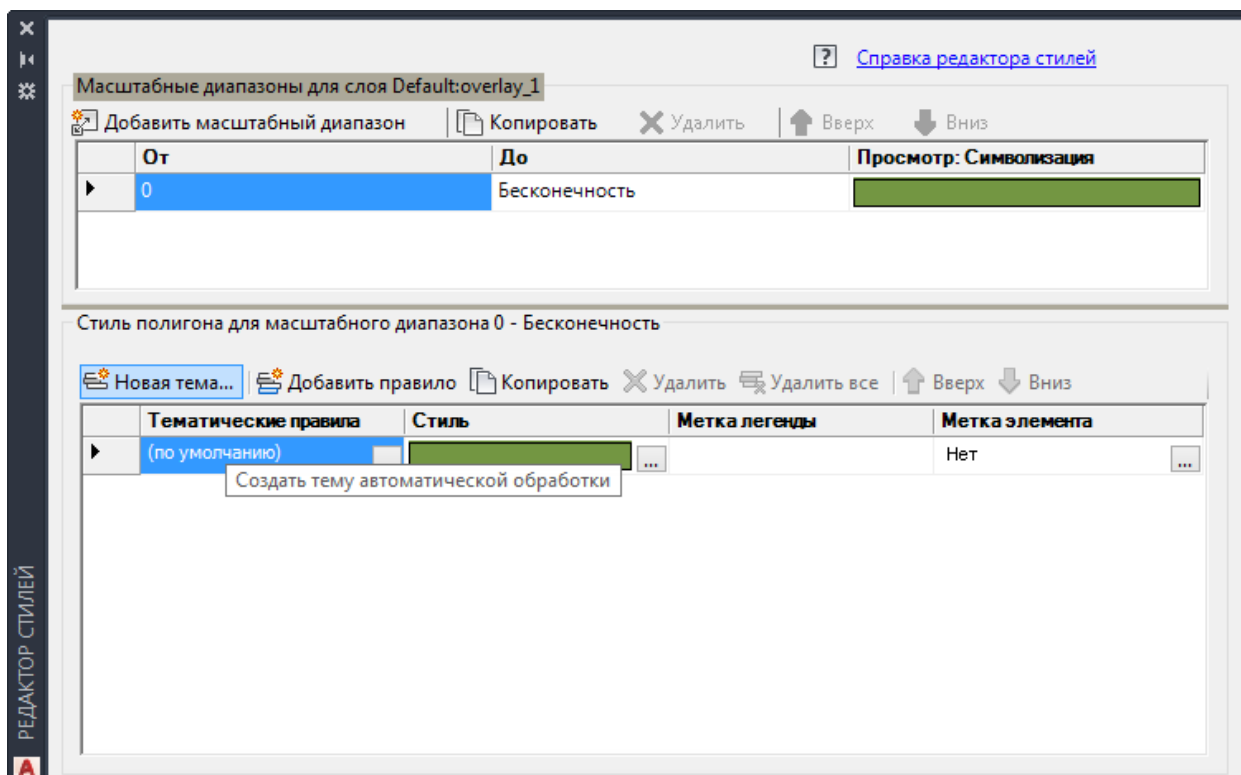 Справка редактора стилей
Масштабные диапазоны для слоя Default:overlay_1
Добавить масштабный диапазон Копировать Удалить Вверх Вниз
От До Просмотр: Символизация
0 Бесконечность
Стиль полигона для масштабного диапазона 0 - Бесконечность
Новая тема... Добавить правило Копировать Удалить Удалить все Вверх Вниз
Тематические правила Стиль Метка легенды Метка элемента
(по умолчанию) ... Нет ...
Создать тему автоматической обработки
РЕДАКТОР СТИЛЕЙ